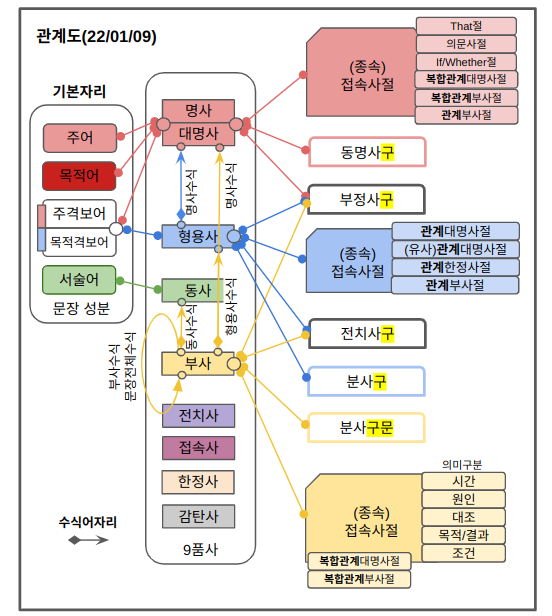 관계도(22/01/09)
기본자리
주어
목적어
주격보어
목적격보어
서술어
문장 성분
명사
대명사
명사수식
명사수식
형용사
동사
동사수식
형용사수식
부사
부사수식
문장전체수식
전치사
접속사
한정사
감탄사
9품사
수식어자리
(종속)
접속사절
That절
의문사절
If/Whether절
복합관계대명사절
복합관계부사절
관계부사절
동명사구
부정사구
(종속)
접속사절
관계대명사절
(유사)관계대명사절
관계한정사절
관계부사절
전치사구
분사구
분사구문
(종속)
접속사절
의미구분
시간
원인
대조
목적/결과
조건
복합관계대명사절
복합관계부사절